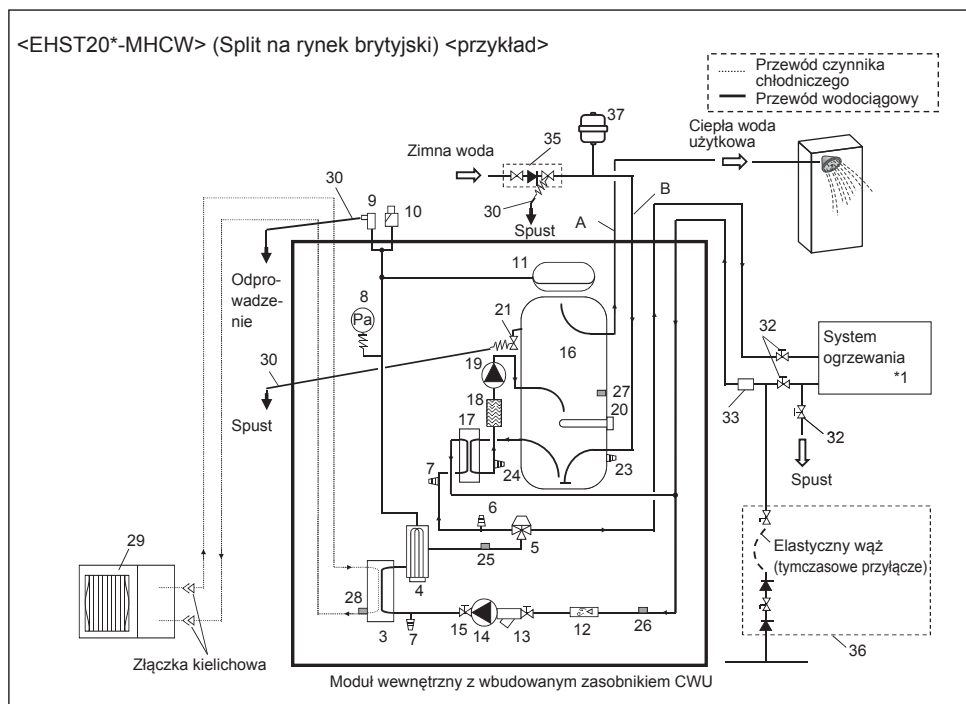 <EHST20*-MHCW> (Split na rynek brytyjski) <przykład>
Przewód czynnika
chłodniczego
Przewód wodociągowy
37
Ciepła woda
użytkowa
35
Zimna woda
30
9
10
30
Spust
A
B
Odpro-
wadze-
nie
11
8
Pa
21
16
32
System
ogrzewania
*1
30
19
27
33
18
20
32
Spust
17
7
24
23
Spust
6
5
Elastyczny wąż
(tymczasowe przyłącze)
29
25
4
28
3
7
15
14
13
12
26
36
Złączka kielichowa
Moduł wewnętrzny z wbudowanym zasobnikiem CWU